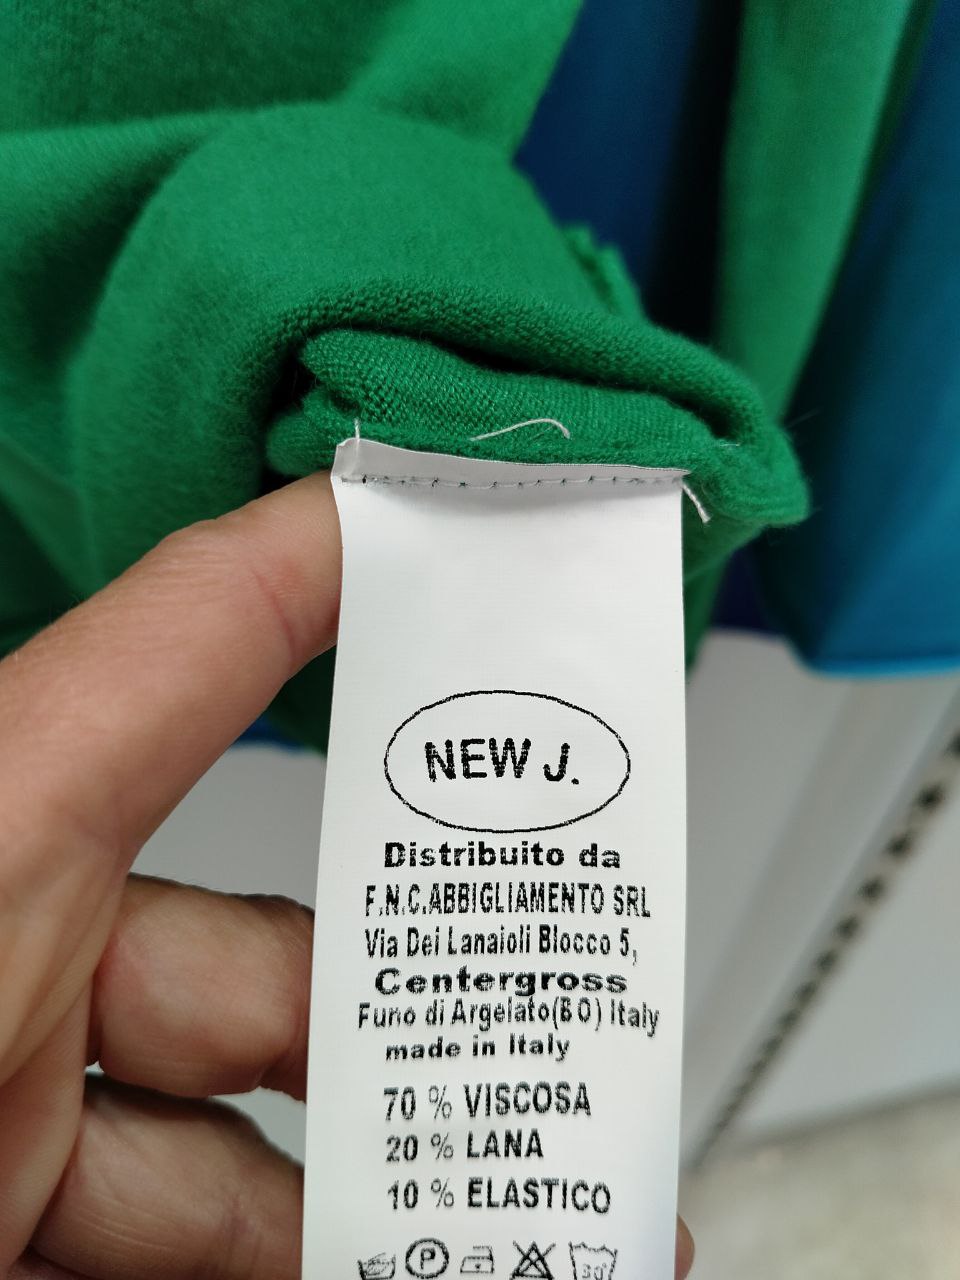 NEW J.
Distribuito da
F.N.C.ABBIGLIAMENTO SRL
Via Dei Lanaioli Blocco 5,
Centergross
Funo di Argelato(BO) Italy
made in Italy
70 % VISCOSA
20 % LANA
10 % ELASTICO
P 30°